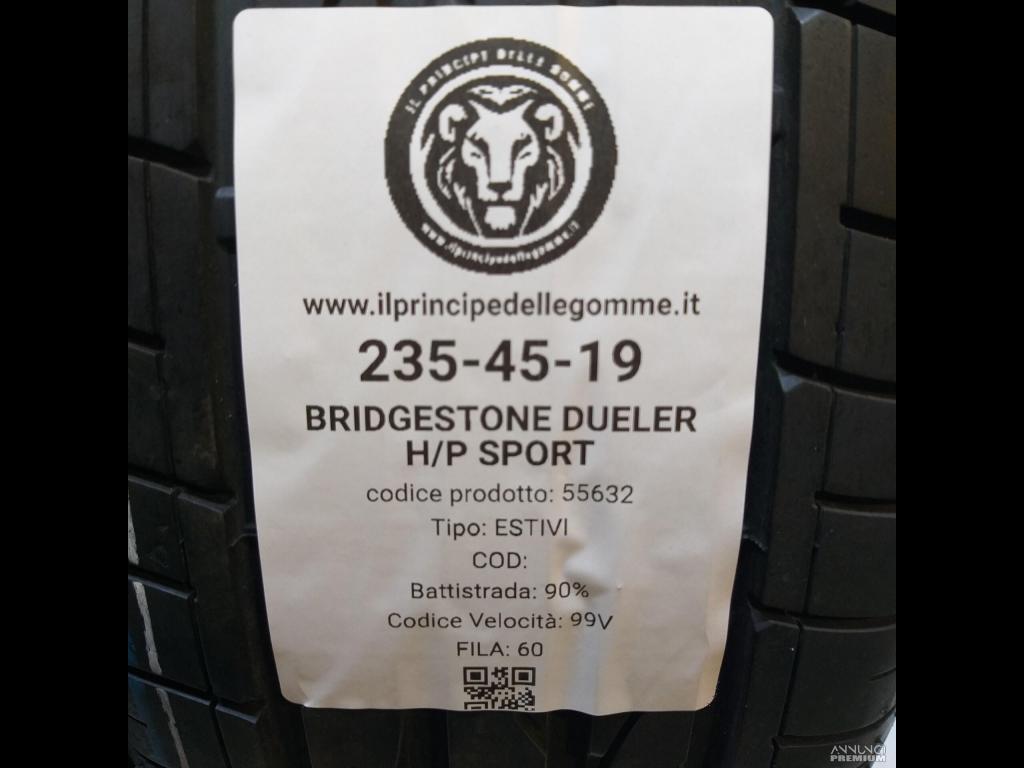 IL PRINCIPE DELLE GOMME
www.ilprincipedellegomme.it
www.ilprincipedellegomme.it
235-45-19
BRIDGESTONE DUELER
H/P SPORT
codice prodotto: 55632
Tipo: ESTIVI
COD:
Battistrada: 90%
Codice Velocità: 99V
FILA: 60
ANNUNCI
PREMIUM